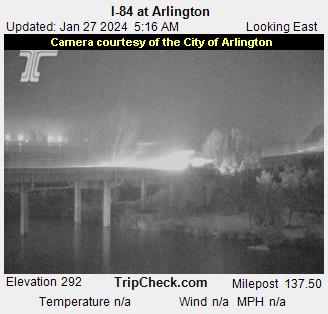 I-84 at Arlington
Updated: Jan 27 2024 5:16 AM Looking East
Camera courtesy of the City of Arlington
Elevation 292 TripCheck.com Milepost 137.50
Temperature n/a Wind n/a MPH n/a